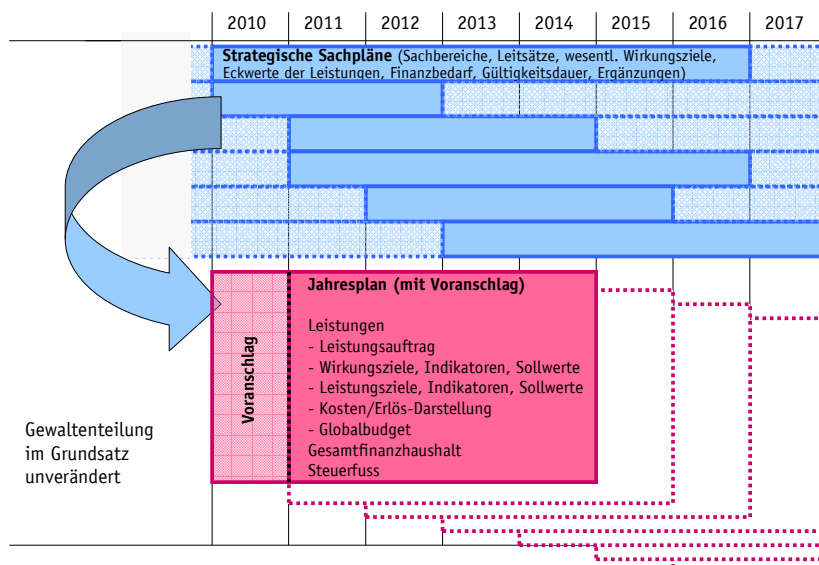 2010 2011 2012 2013 2014 2015 2016 2017
Strategische Sachpläne (Sachbereiche, Leitsätze, wesentl. Wirkungsziele,
Eckwerte der Leistungen, Finanzbedarf, Gültigkeitsdauer, Ergänzungen)
Voranschlag
Jahresplan (mit Voranschlag)
Leistungen
- Leistungsauftrag
- Wirkungsziele, Indikatoren, Sollwerte
- Leistungsziele, Indikatoren, Sollwerte
- Kosten/Erlös-Darstellung
- Globalbudget
Gesamtfinanzhaushalt
Steuerfuss
Gewaltenteilung
im Grundsatz
unverändert